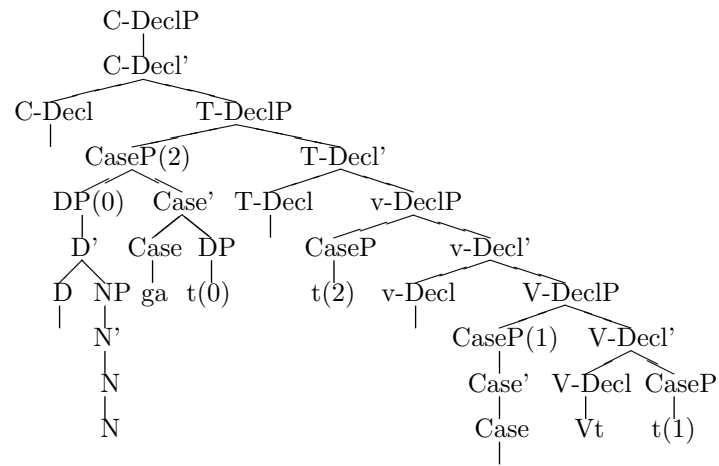 C-DeclP
C-Decl’
C-Decl T-DeclP
CaseP(2) T-Decl’
DP(0) Case’ T-Decl v-DeclP
D’ Case DP CaseP v-Decl’
D NP ga t(0) t(2) v-Decl V-DeclP
N’ CaseP(1) V-Decl’
N Case’ V-Decl CaseP
N Case Vt t(1)